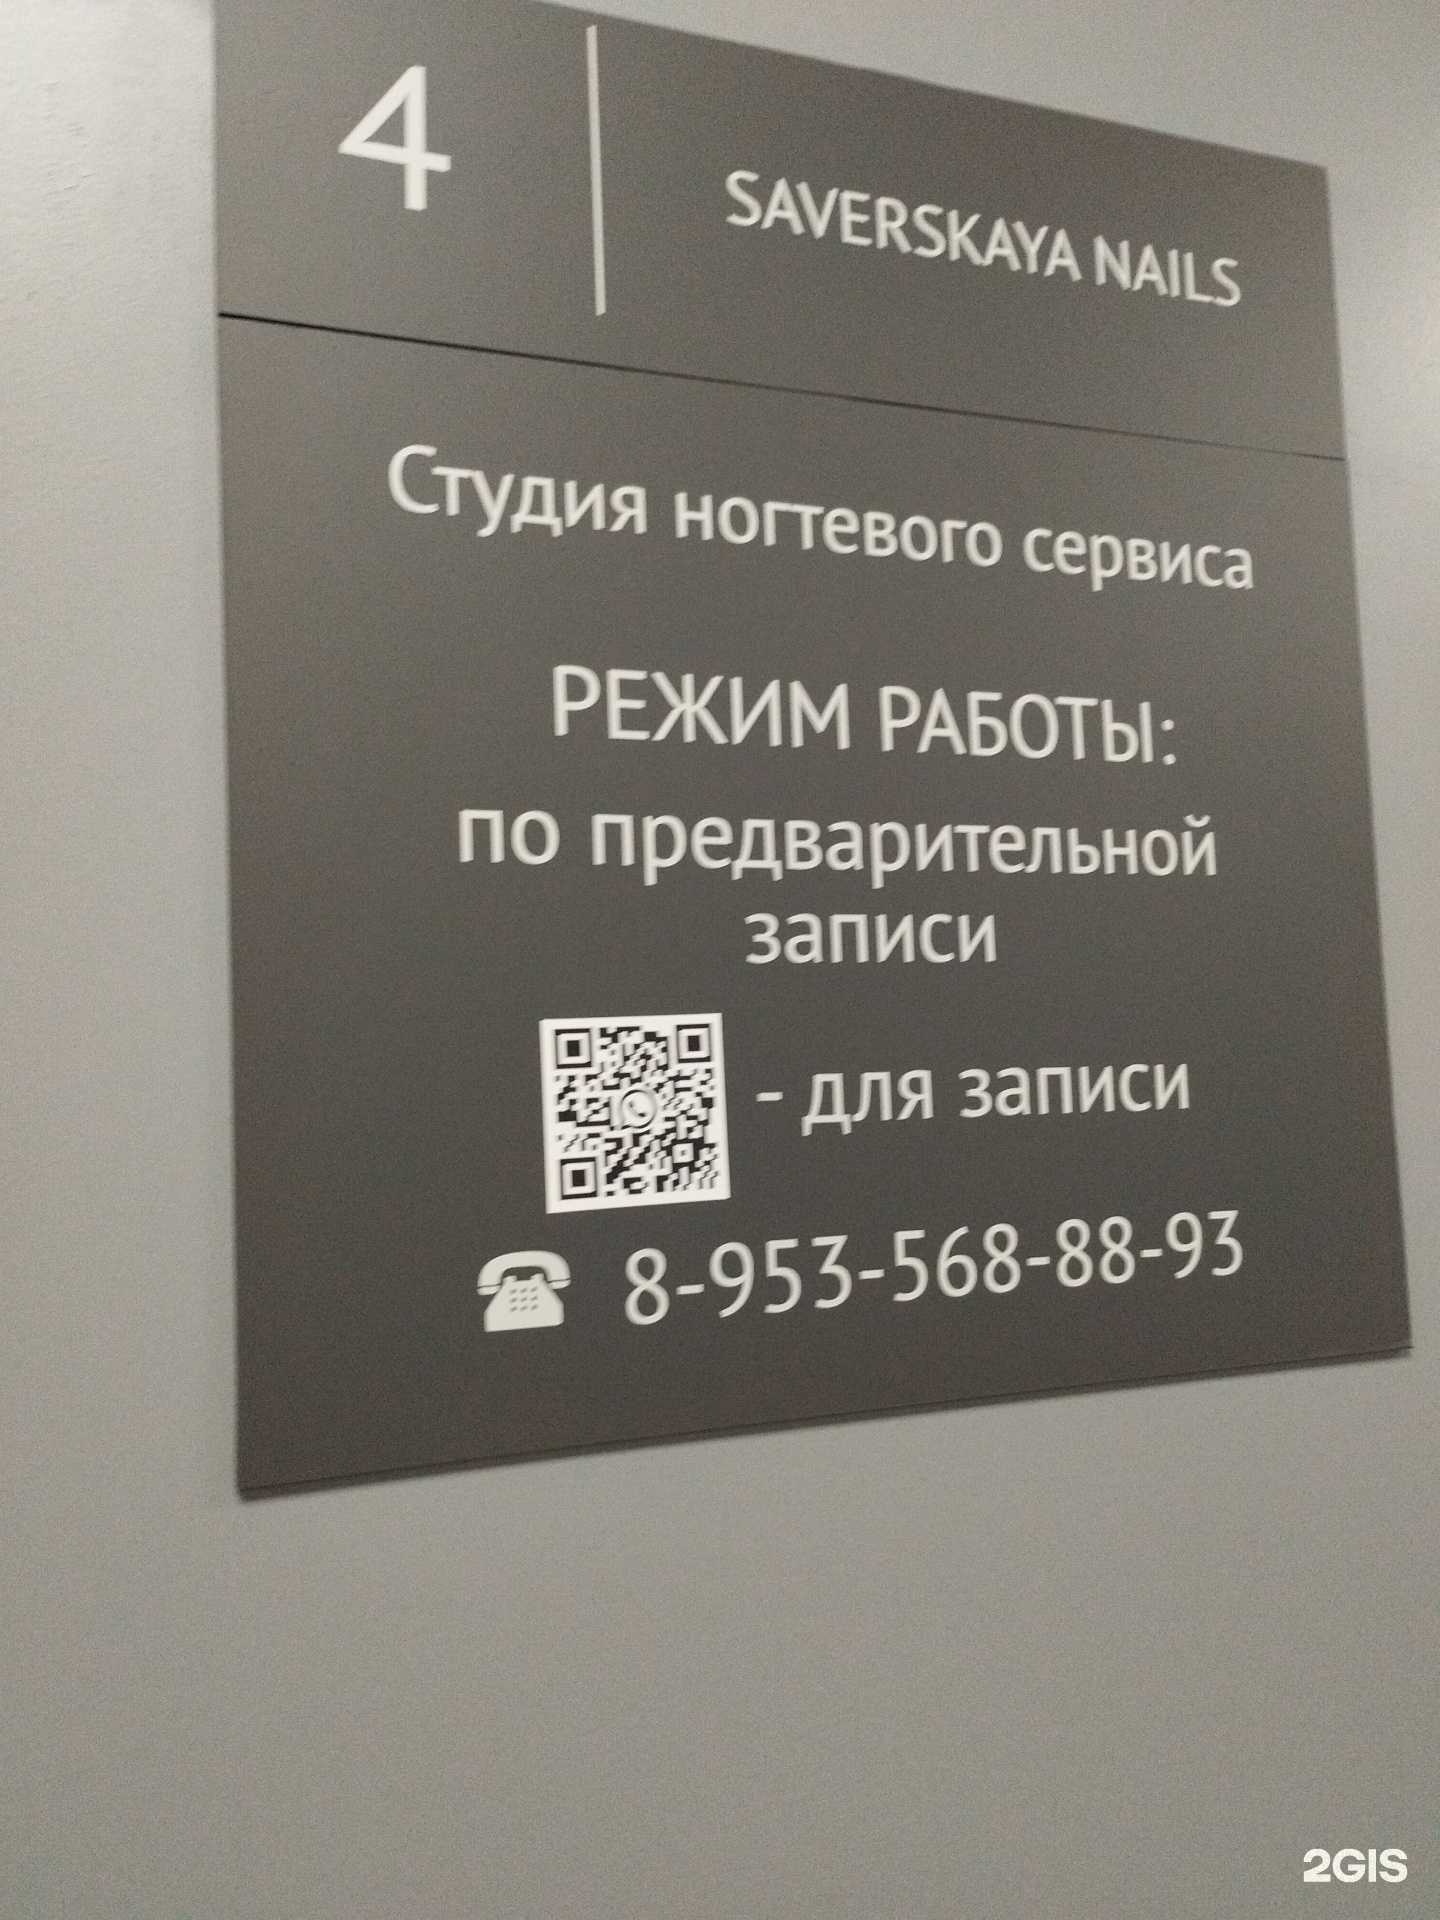 4
SAVERSKAYA NAILS
Студия ногтевого сервиса
РЕЖИМ РАБОТЫ:
по предварительной
записи
- для записи
8-953-568-88-93
2GIS